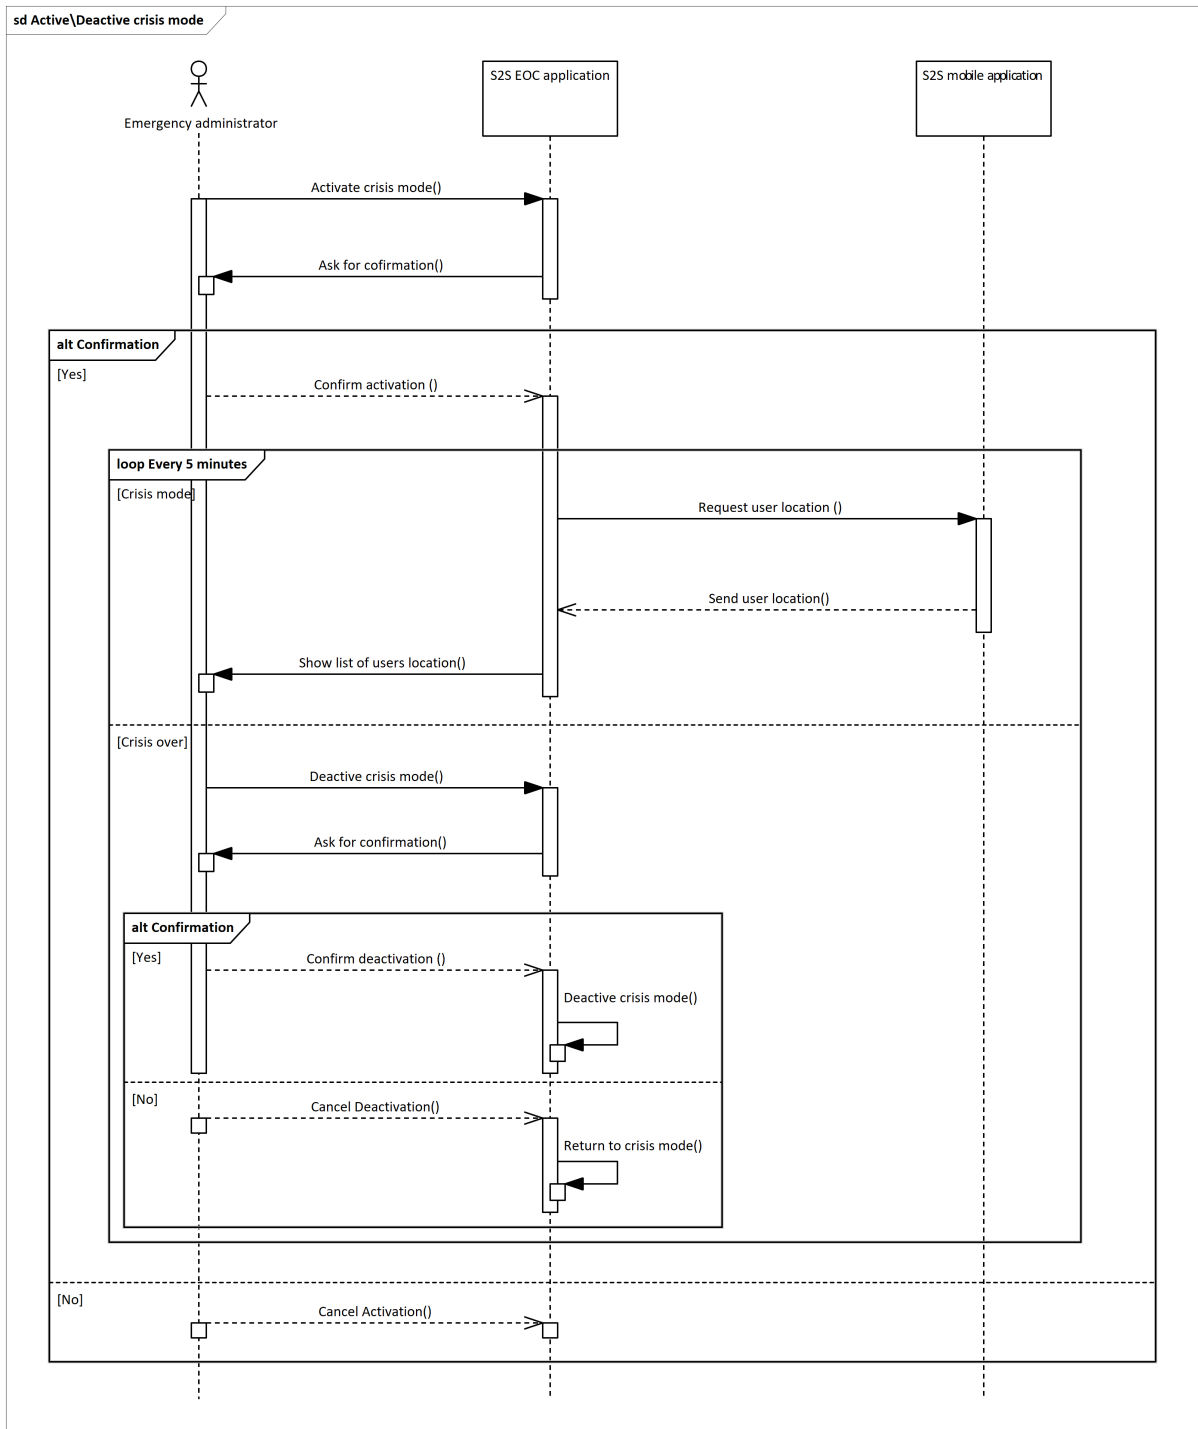 sd Active\Deactive crisis mode
S2S EOC application
S2S mobile application
Emergency administrator
Activate crisis mode()
Ask for cofirmation()
alt Confirmation
[Yes]
Confirm activation ()
loop Every 5 minutes
[Crisis mode]
Request user location ()
Send user location()
Show list of users location()
[Crisis over]
Deactive crisis mode()
Ask for confirmation()
alt Confirmation
[Yes]
Confirm deactivation ()
Deactive crisis mode()
[No]
Cancel Deactivation()
Return to crisis mode()
[No]
Cancel Activation()